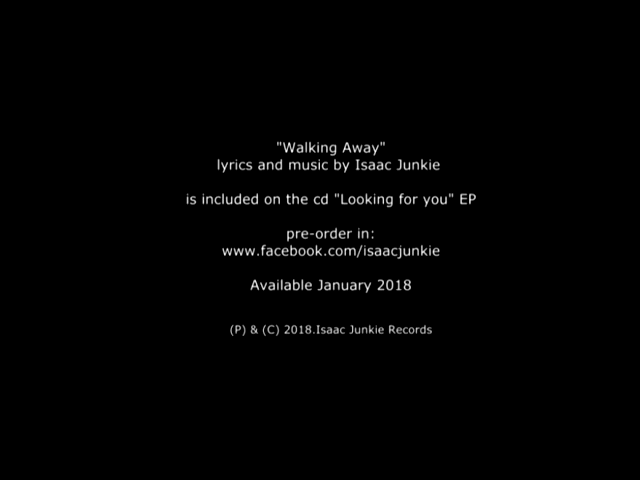 "Walking Away"
lyrics and music by Isaac Junkie
is included on the cd "Looking for you" EP
pre-order in:
www.facebook.com/isaacjunkie
Available January 2018
(P) & (C) 2018.Isaac Junkie Records